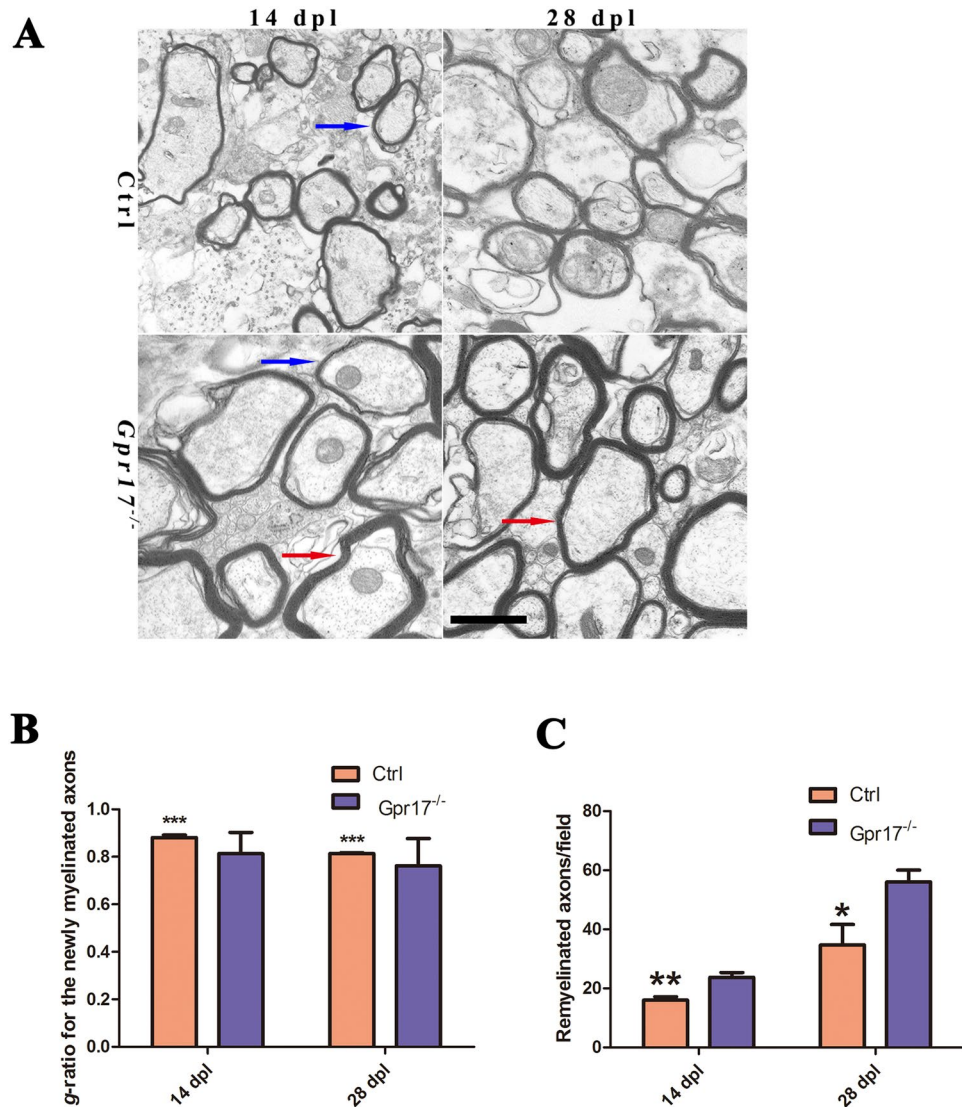 A
14 dpl
28 dpl
Ctrl
Gpr17-/-
B
g-ratio for the newly myelinated axons
Ctrl
Gpr17-/-
1.0
0.8
0.6
0.4
0.2
0.0
***
***
14 dpl
28 dpl
C
Remyelinated axons/field
Ctrl
Gpr17-/-
80
60
40
20
0
**
*
14 dpl
28 dpl